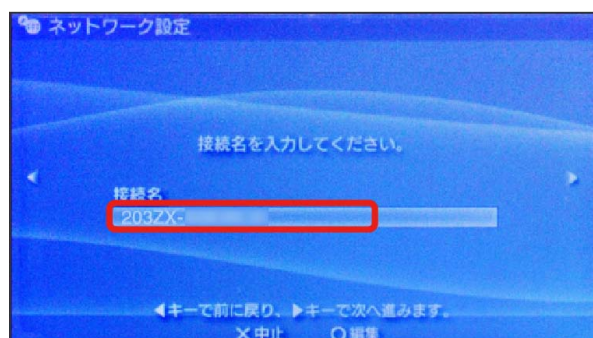 ネットワーク設定
接続名を入力してください。
接続名
203ZX-
◀キーで前に戻り、▶キーで次へ進みます。
✕中止 〇編集